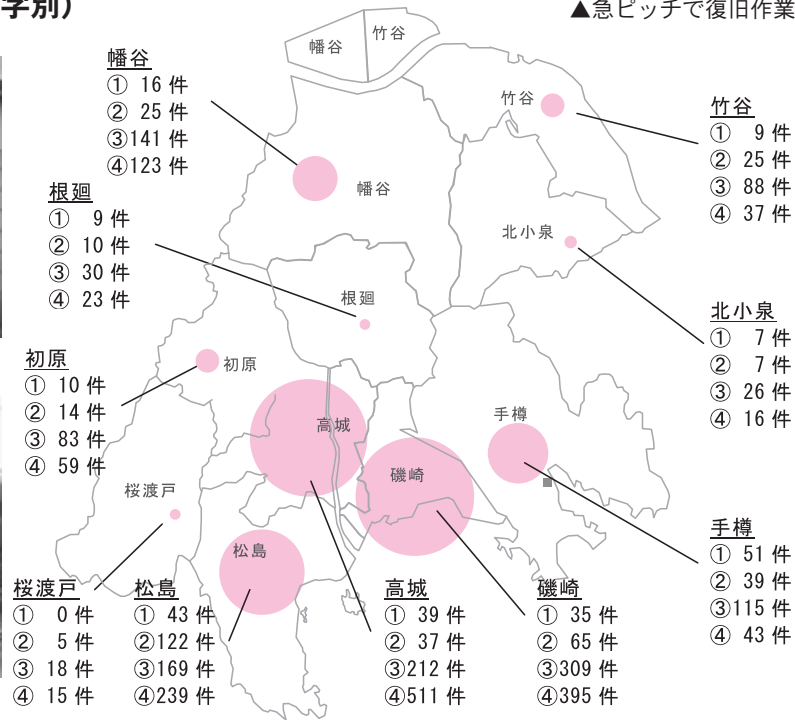 字別）
▲急ピッチで復旧作業
幡谷
竹谷
幡谷
① 16 件
② 25 件
③141 件
④123 件
竹谷
竹谷
① 9 件
② 25 件
③ 88 件
④ 37 件
幡谷
根廻
① 9 件
② 10 件
③ 30 件
④ 23 件
北小泉
根廻
北小泉
① 7 件
② 7 件
③ 26 件
④ 16 件
初原
① 10 件
② 14 件
③ 83 件
④ 59 件
初原
高城
手樽
磯崎
桜渡戸
松島
手樽
① 51 件
② 39 件
③115 件
④ 43 件
桜渡戸
① 0 件
② 5 件
③ 18 件
④ 15 件
松島
① 43 件
②122 件
③169 件
④239 件
高城
① 39 件
② 37 件
③212 件
④511 件
磯崎
① 35 件
② 65 件
③309 件
④395 件